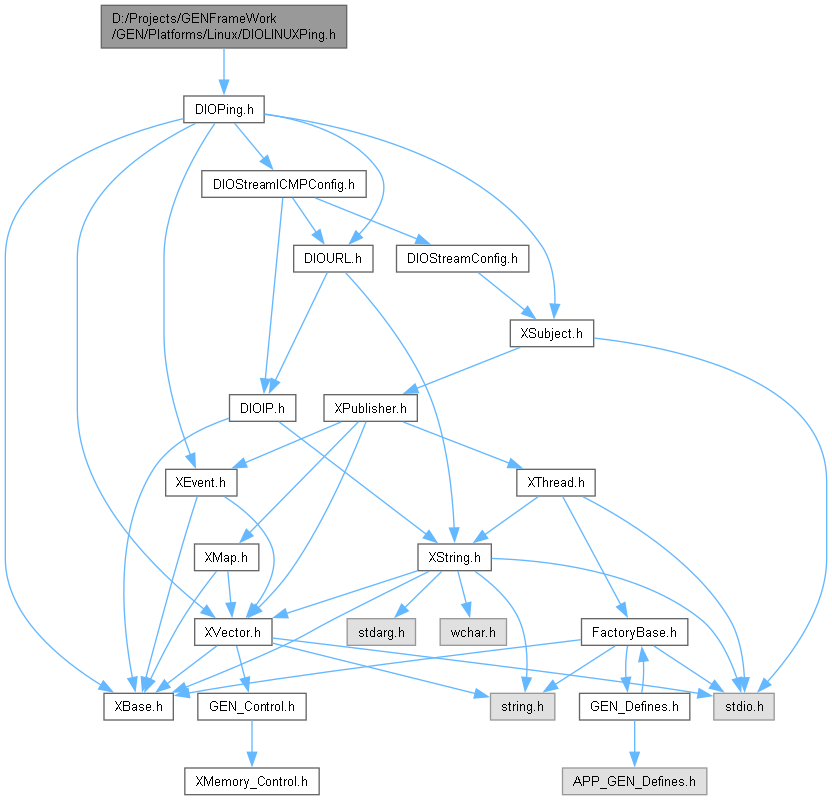 D:/Projects/GENFrameWork
/GEN/Platforms/Linux/DIOLINUXPing.h
DIOPing.h
DIOStreamICMPConfig.h
DIOURL.h
DIOStreamConfig.h
XSubject.h
DIOIP.h
XPublisher.h
XEvent.h
XThread.h
XMap.h
XString.h
XVector.h
stdarg.h
wchar.h
FactoryBase.h
XBase.h
GEN_Control.h
string.h
GEN_Defines.h
stdio.h
XMemory_Control.h
APP_GEN_Defines.h